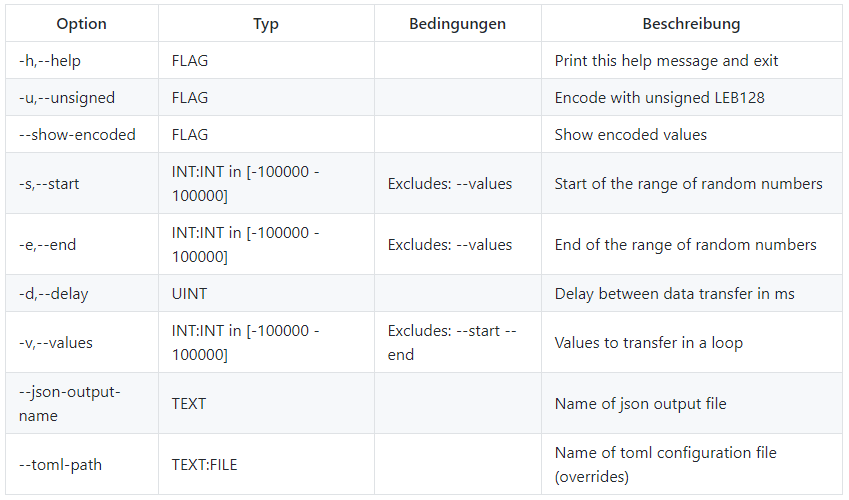 Option Typ Bedingungen Beschreibung
-h,--help FLAG Print this help message and exit
-u,--unsigned FLAG Encode with unsigned LEB128
--show-encoded FLAG Show encoded values
-s,--start INT:INT in [-100000 - Excludes: --values Start of the range of random numbers
100000]
-e,--end INT:INT in [-100000 - Excludes: --values End of the range of random numbers
100000]
-d,--delay UINT Delay between data transfer in ms
-v,--values INT:INT in [-100000 - Excludes: --start -- Values to transfer in a loop
100000] end
--json-output- TEXT Name of json output file
name
--toml-path TEXT:FILE Name of toml configuration file
(overrides)